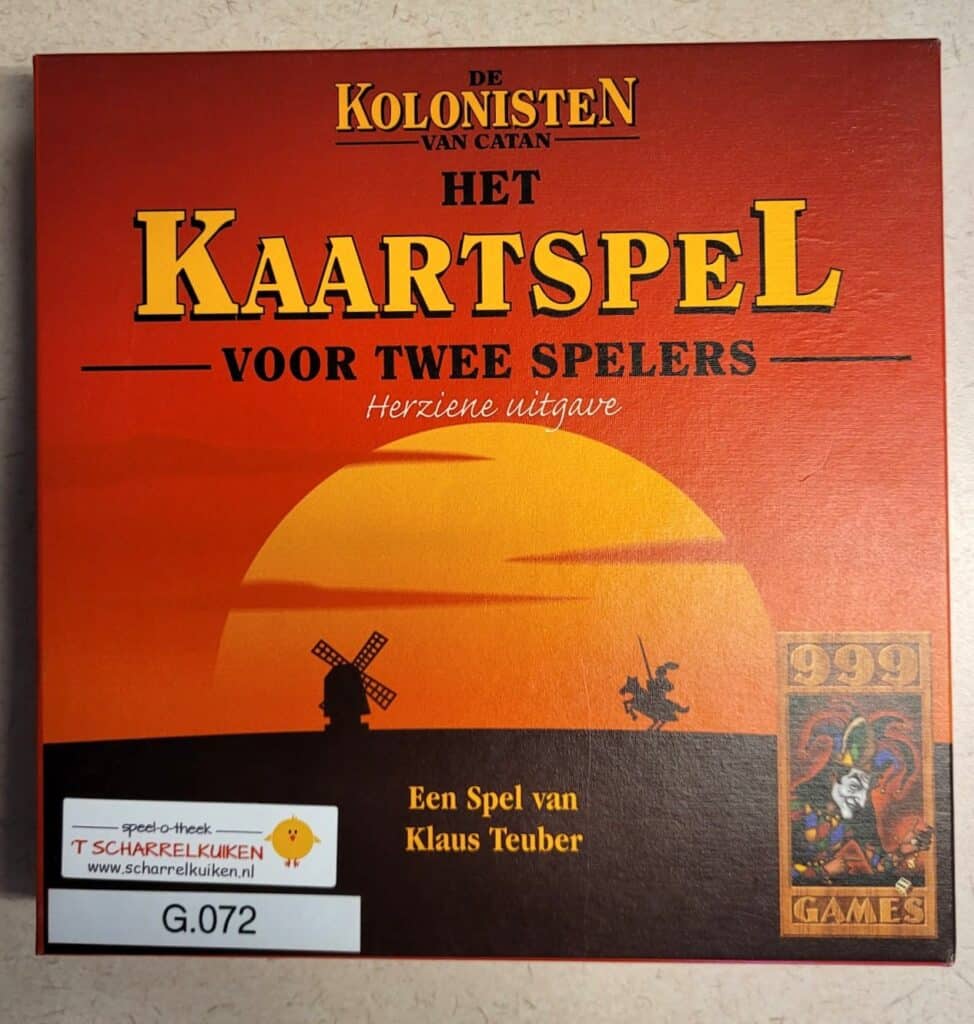 DE
KOLONISTEN
VAN CATAN
HET
KAARTSPEL
VOOR TWEE SPELERS
Herziene uitgave
999
GAMES
Een Spel van
Klaus Teuber
speel-o-theek
'T SCHARRELKUIKEN
www.scharrelkuiken.nl
G.072